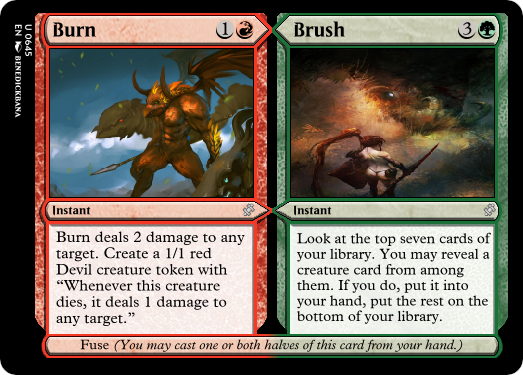 Burn
1
Instant
Burn deals 2 damage to any
target. Create a 1/1 red
Devil creature token with
“Whenever this creature
dies, it deals 1 damage to
any target.”
Brush
3
Instant
Look at the top seven cards of
your library. You may reveal a
creature card from among
them. If you do, put it into
your hand, put the rest on the
bottom of your library.
Fuse (You may cast one or both halves of this card from your hand.)
U 0645
EN BENEDICKBANA